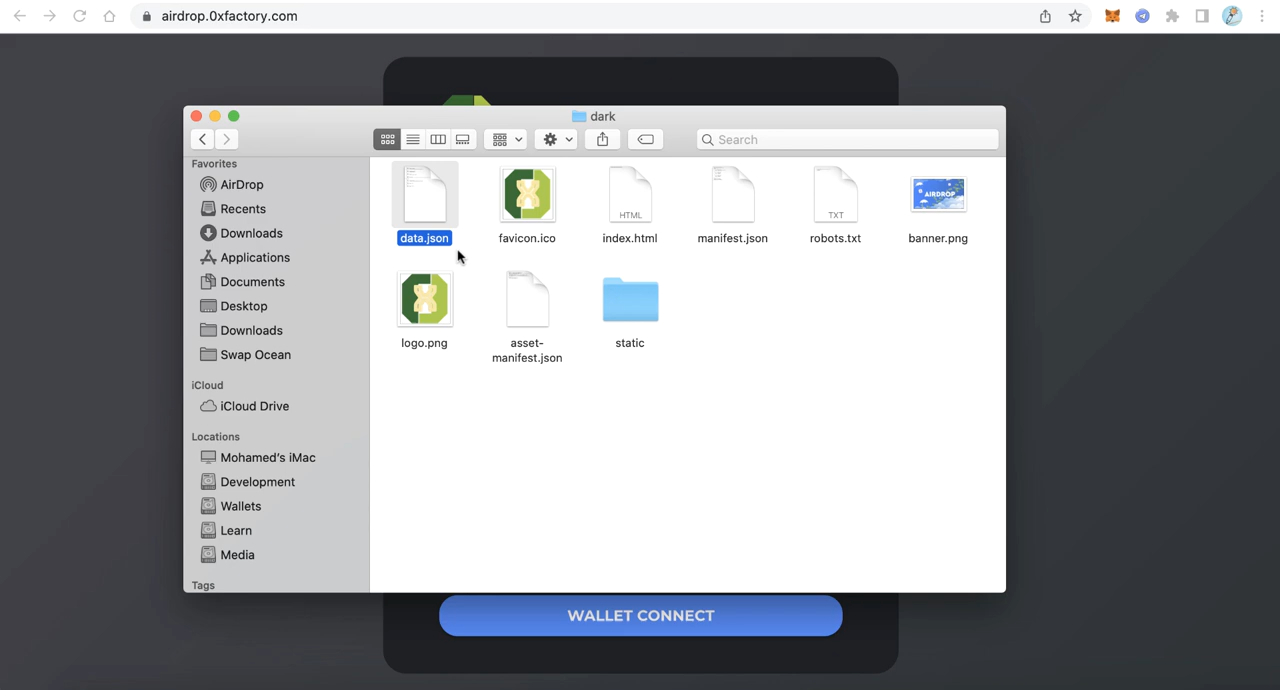 airdrop.0xfactory.com
dark
Search
Favorites
AirDrop
Recents
Downloads
Applications
Documents
Desktop
Downloads
Swap Ocean
iCloud
iCloud Drive
Locations
Mohamed's iMac
Development
Wallets
Learn
Media
Tags
HTML
TXT
AIRDROP
data.json
favicon.ico
index.html
manifest.json
robots.txt
banner.png
logo.png
asset-
manifest.json
static
WALLET CONNECT